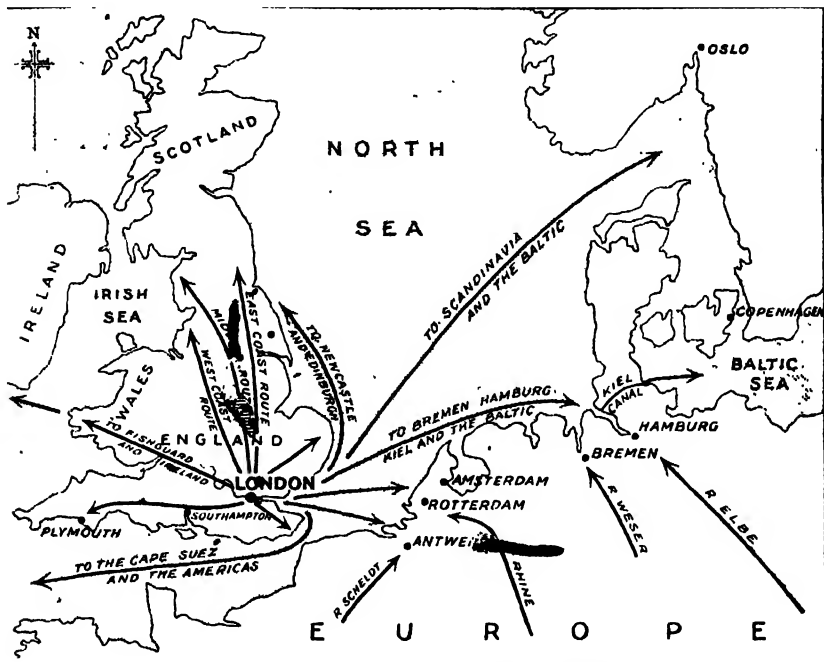 N
OSLO
SCOTLAND
NORTH
SEA
IRELAND
IRISH
SEA
TO SCANDINAVIA
AND THE BALTIC
COPENHAGEN
BALTIC
SEA
KIEL
CANAL
EAST COAST ROUTE
WEST COAST
ROUTE
ROUTE
TO NEWCASTLE
AND EDINBURGH
WALES
ENGLAND
TO FISHGUARD
AND IRELAND
TO BREMEN HAMBURG
KIEL AND THE BALTIC
HAMBURG
BREMEN
LONDON
AMSTERDAM
ROTTERDAM
SOUTHAMPTON
PLYMOUTH
TO THE CAPE SUEZ
AND THE AMERICAS
R WESER
R ELBE
R SCHELDT
RHINE
EUROPE